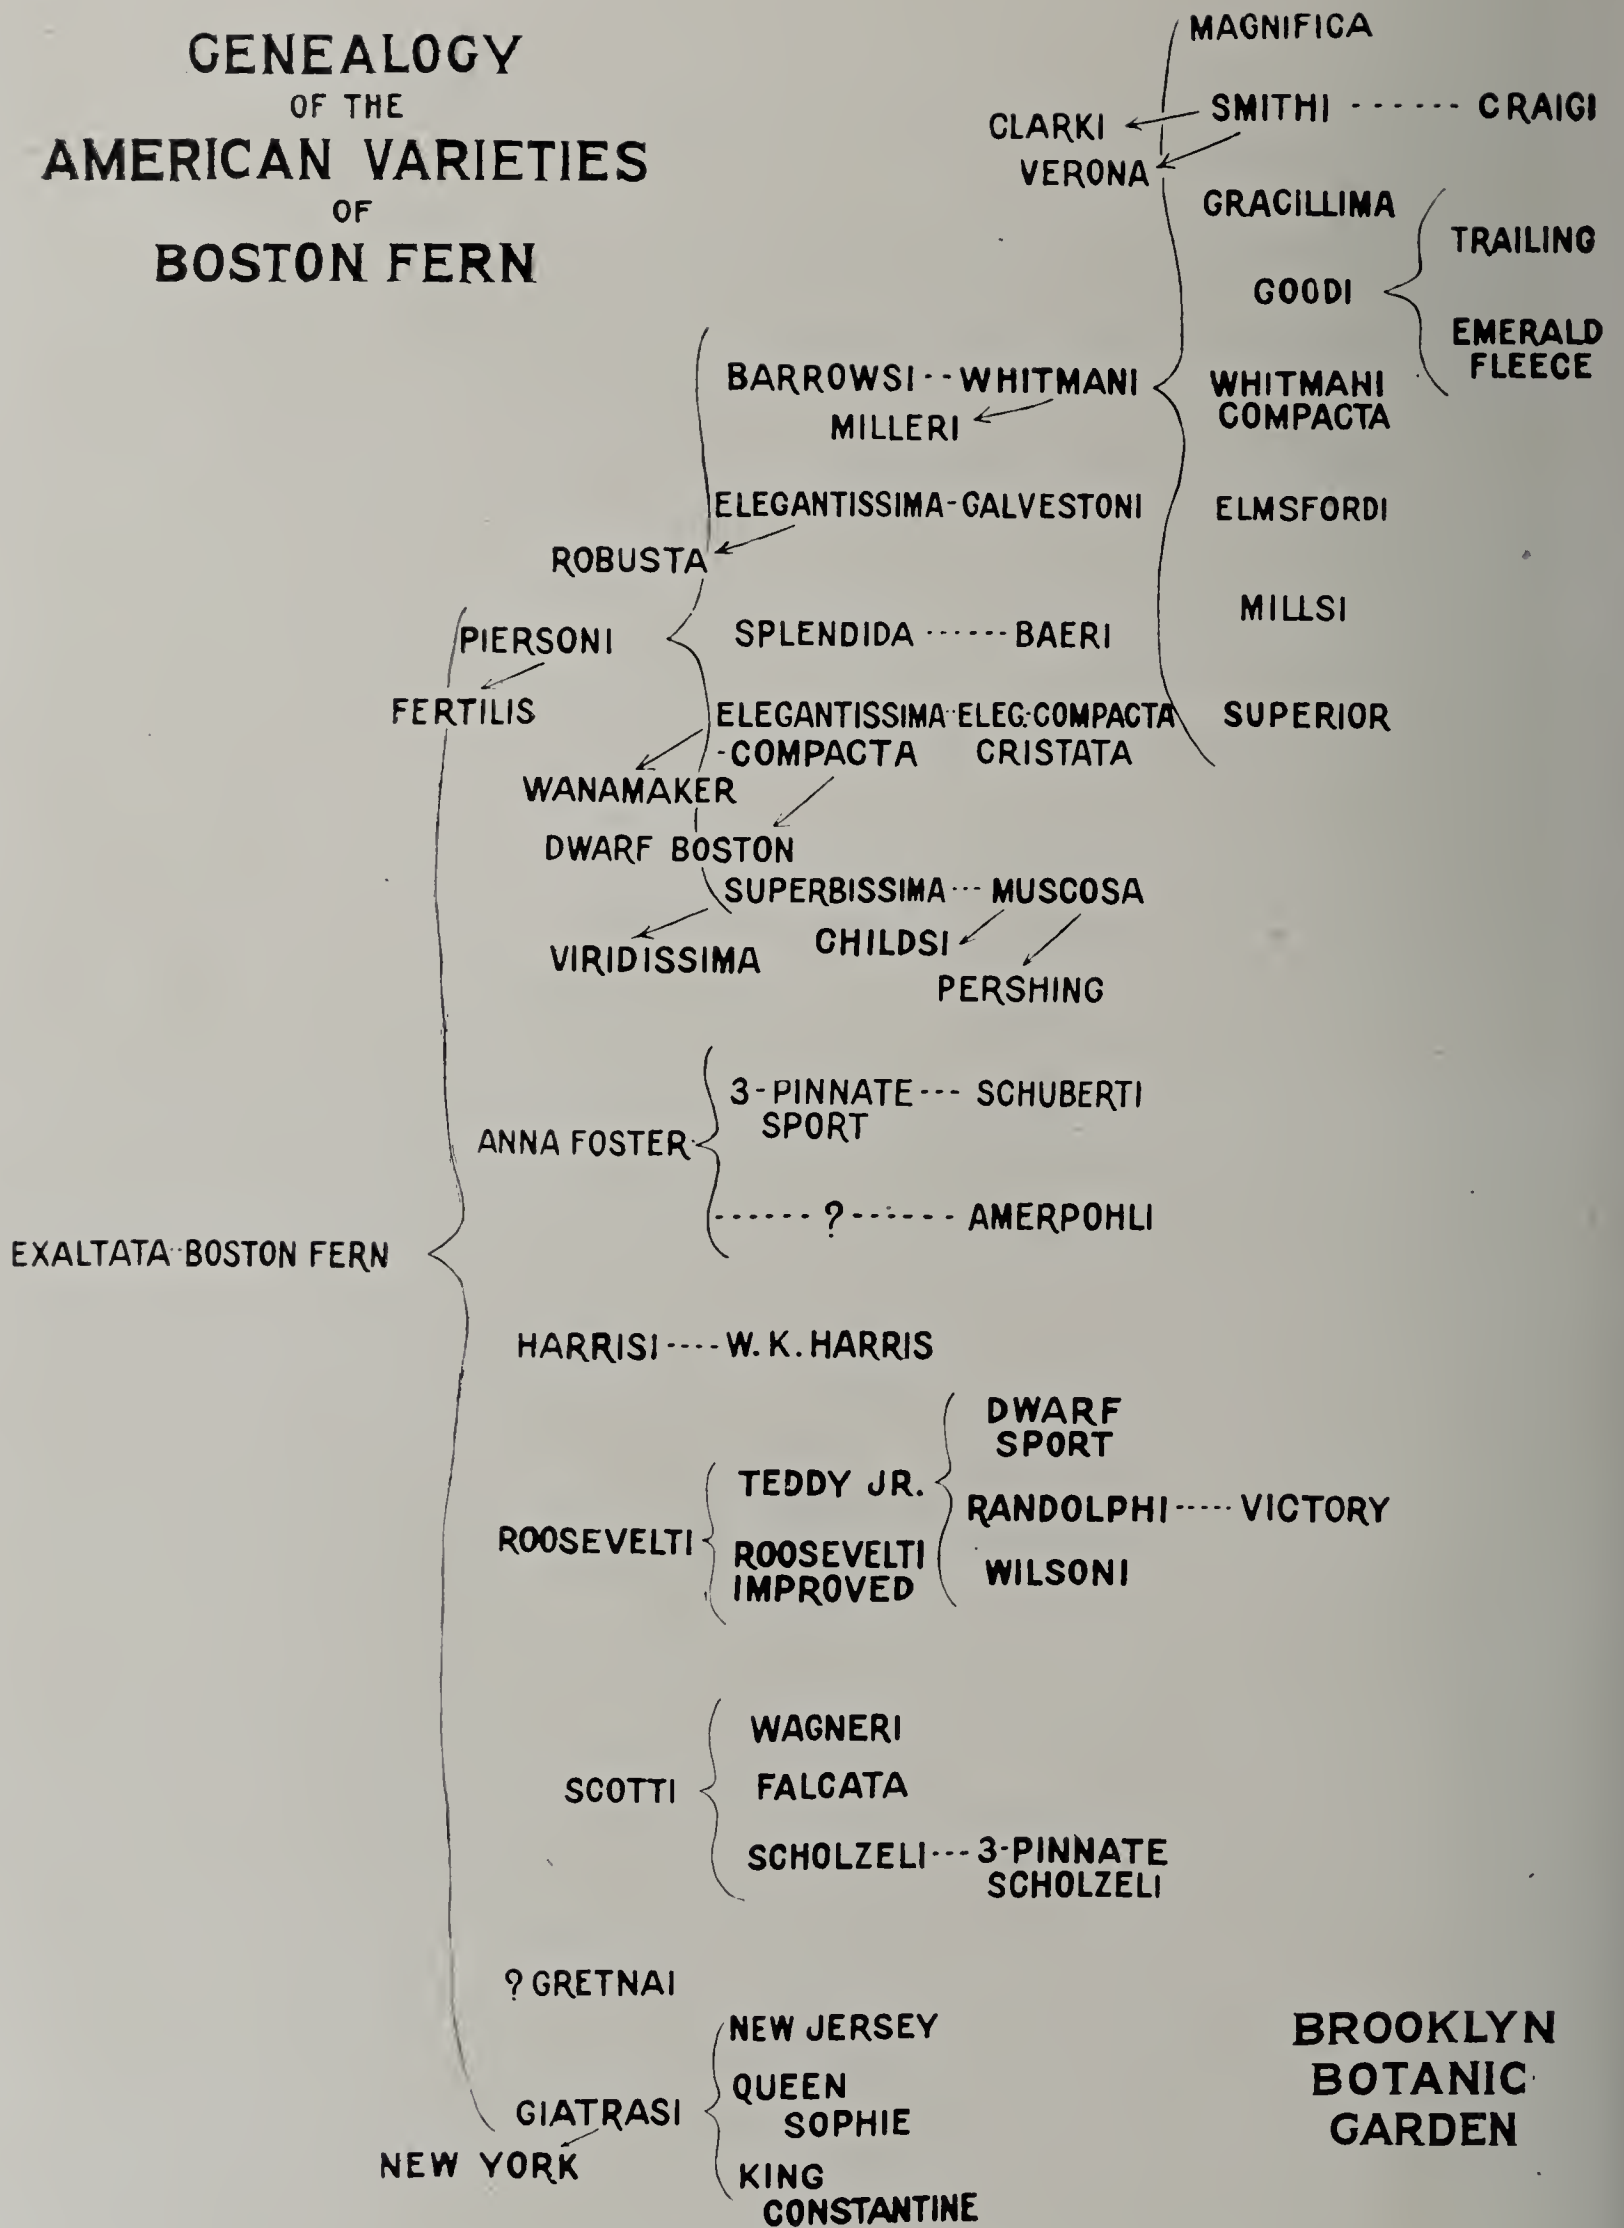 GENEALOGY
OF THE
AMERICAN VARIETIES
OF
BOSTON FERN
MAGNIFICA
SMITHI ------ CRAIGI
CLARKI
VERONA
GRACILLIMA
TRAILING
GOODI
EMERALD
FLEECE
BARROWSI -- WHITMANI
MILLERI
WHITMANI
COMPACTA
ELEGANTISSIMA - GALVESTONI
ELMSFORDI
ROBUSTA
MILLSI
PIERSONI
SPLENDIDA ------ BAERI
FERTILIS
ELEGANTISSIMA -- ELEG. COMPACTA
-COMPACTA CRISTATA
SUPERIOR
WANAMAKER
DWARF BOSTON
SUPERBISSIMA --- MUSCOSA
VIRIDISSIMA
CHILDSI
PERSHING
3-PINNATE --- SCHUBERTI
SPORT
ANNA FOSTER
------ ? ------ AMERPOHLI
EXALTATA -- BOSTON FERN
HARRISI ---- W. K. HARRIS
DWARF
SPORT
TEDDY JR.
RANDOLPHI ----- VICTORY
ROOSEVELTI
ROOSEVELTI
IMPROVED
WILSONI
WAGNERI
SCOTTI
FALCATA
SCHOLZELI --- 3-PINNATE
SCHOLZELI
? GRETNAI
NEW JERSEY
QUEEN
SOPHIE
GIATRASI
NEW YORK
KING
CONSTANTINE
BROOKLYN
BOTANIC
GARDEN